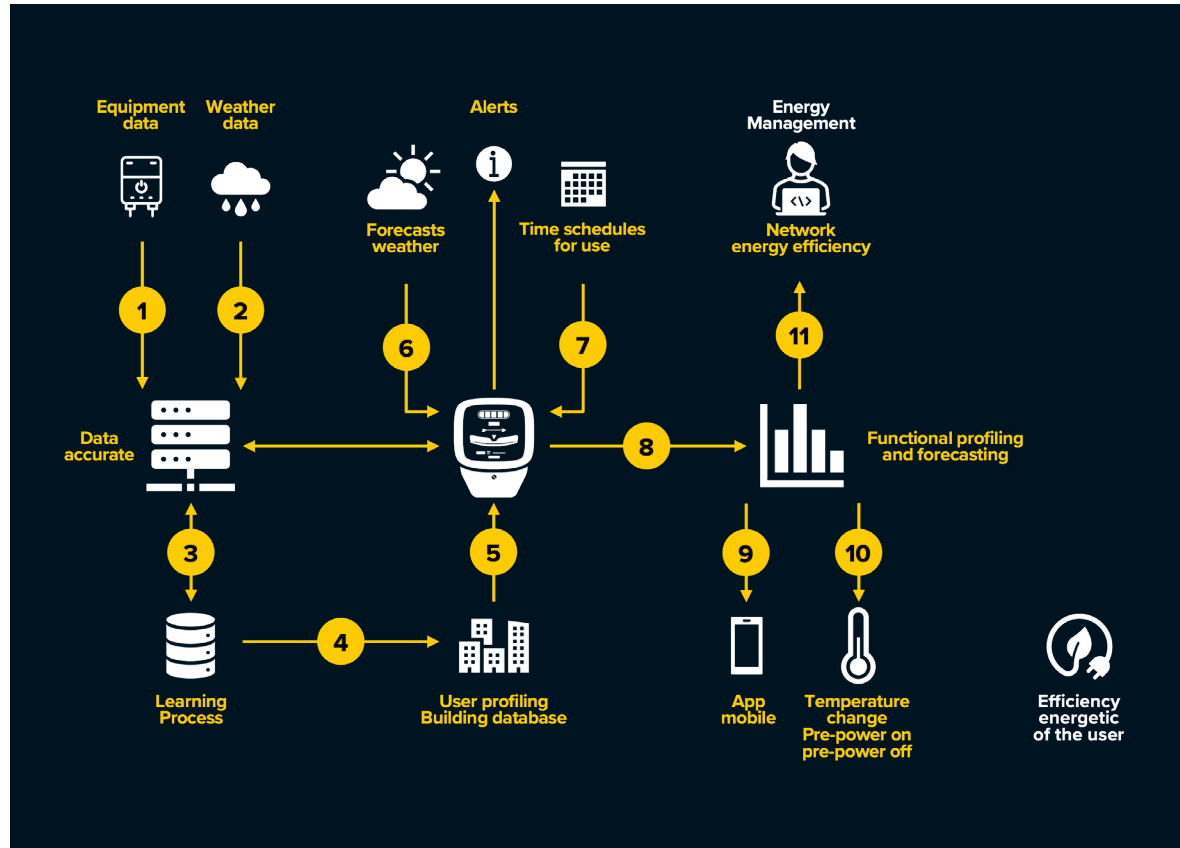 Equipment
data
Weather
data
Alerts
Energy
Management
Forecasts
weather
Time schedules
for use
Network
energy efficiency
1
2
6
7
11
Data
accurate
8
Functional profiling
and forecasting
3
5
9
10
4
Learning
Process
User profiling
Building database
App
mobile
Temperature
change
Pre-power on
pre-power off
Efficiency
energetic
of the user